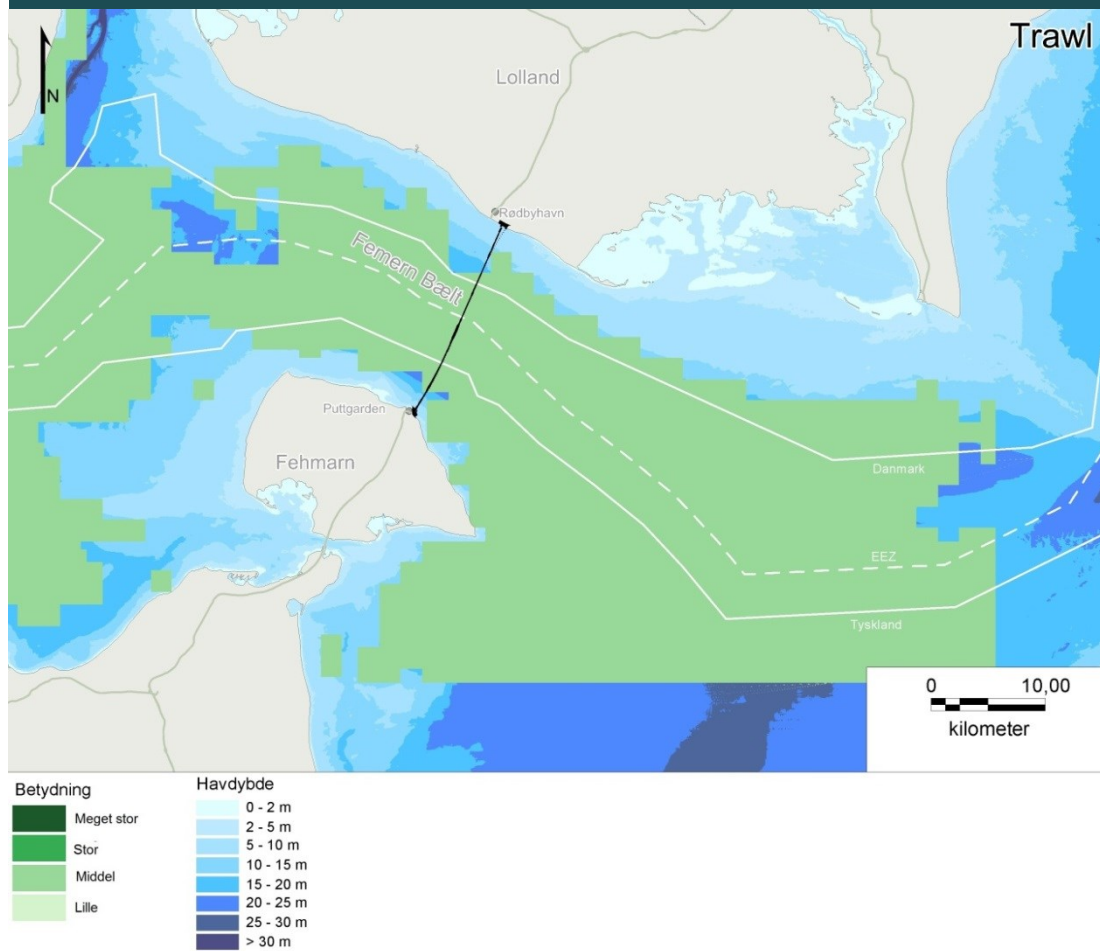 Trawl
N
Lolland
Rødbyhavn
Femern Bælt
Puttgarden
Fehmarn
Danmark
EEZ
Tyskland
0 10,00
kilometer
Betydning
Meget stor
Stor
Middel
Lille
Havdybde
0 - 2 m
2 - 5 m
5 - 10 m
10 - 15 m
15 - 20 m
20 - 25 m
25 - 30 m
> 30 m